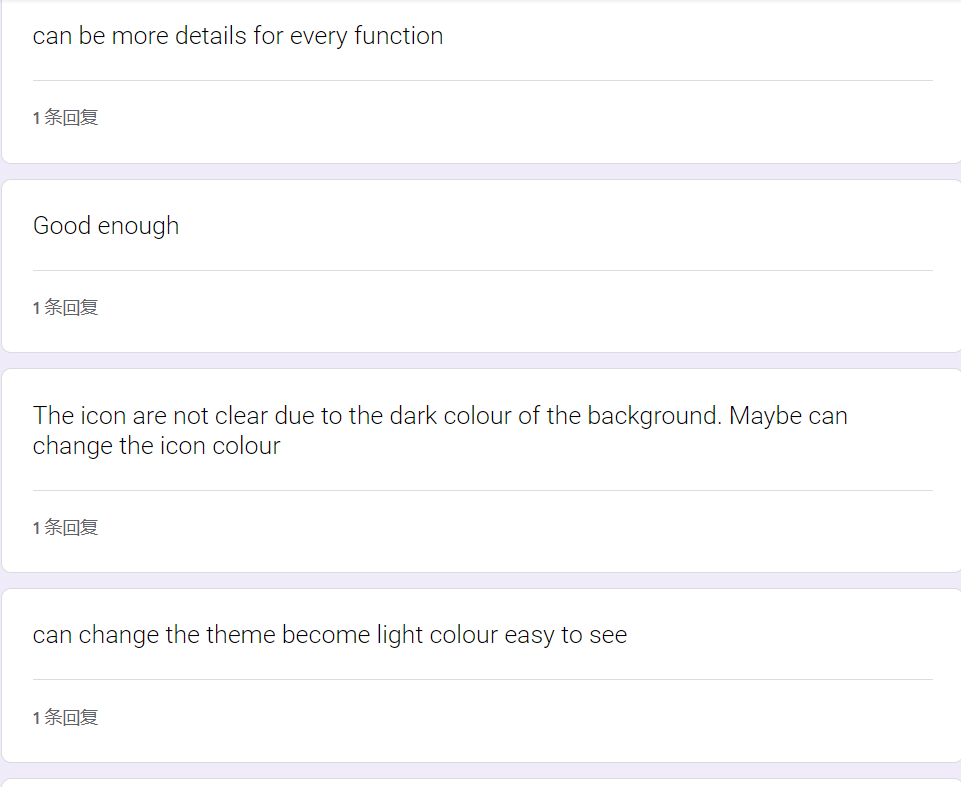 can be more details for every function
1 条回复
Good enough
1 条回复
The icon are not clear due to the dark colour of the background. Maybe can
change the icon colour
1 条回复
can change the theme become light colour easy to see
1 条回复